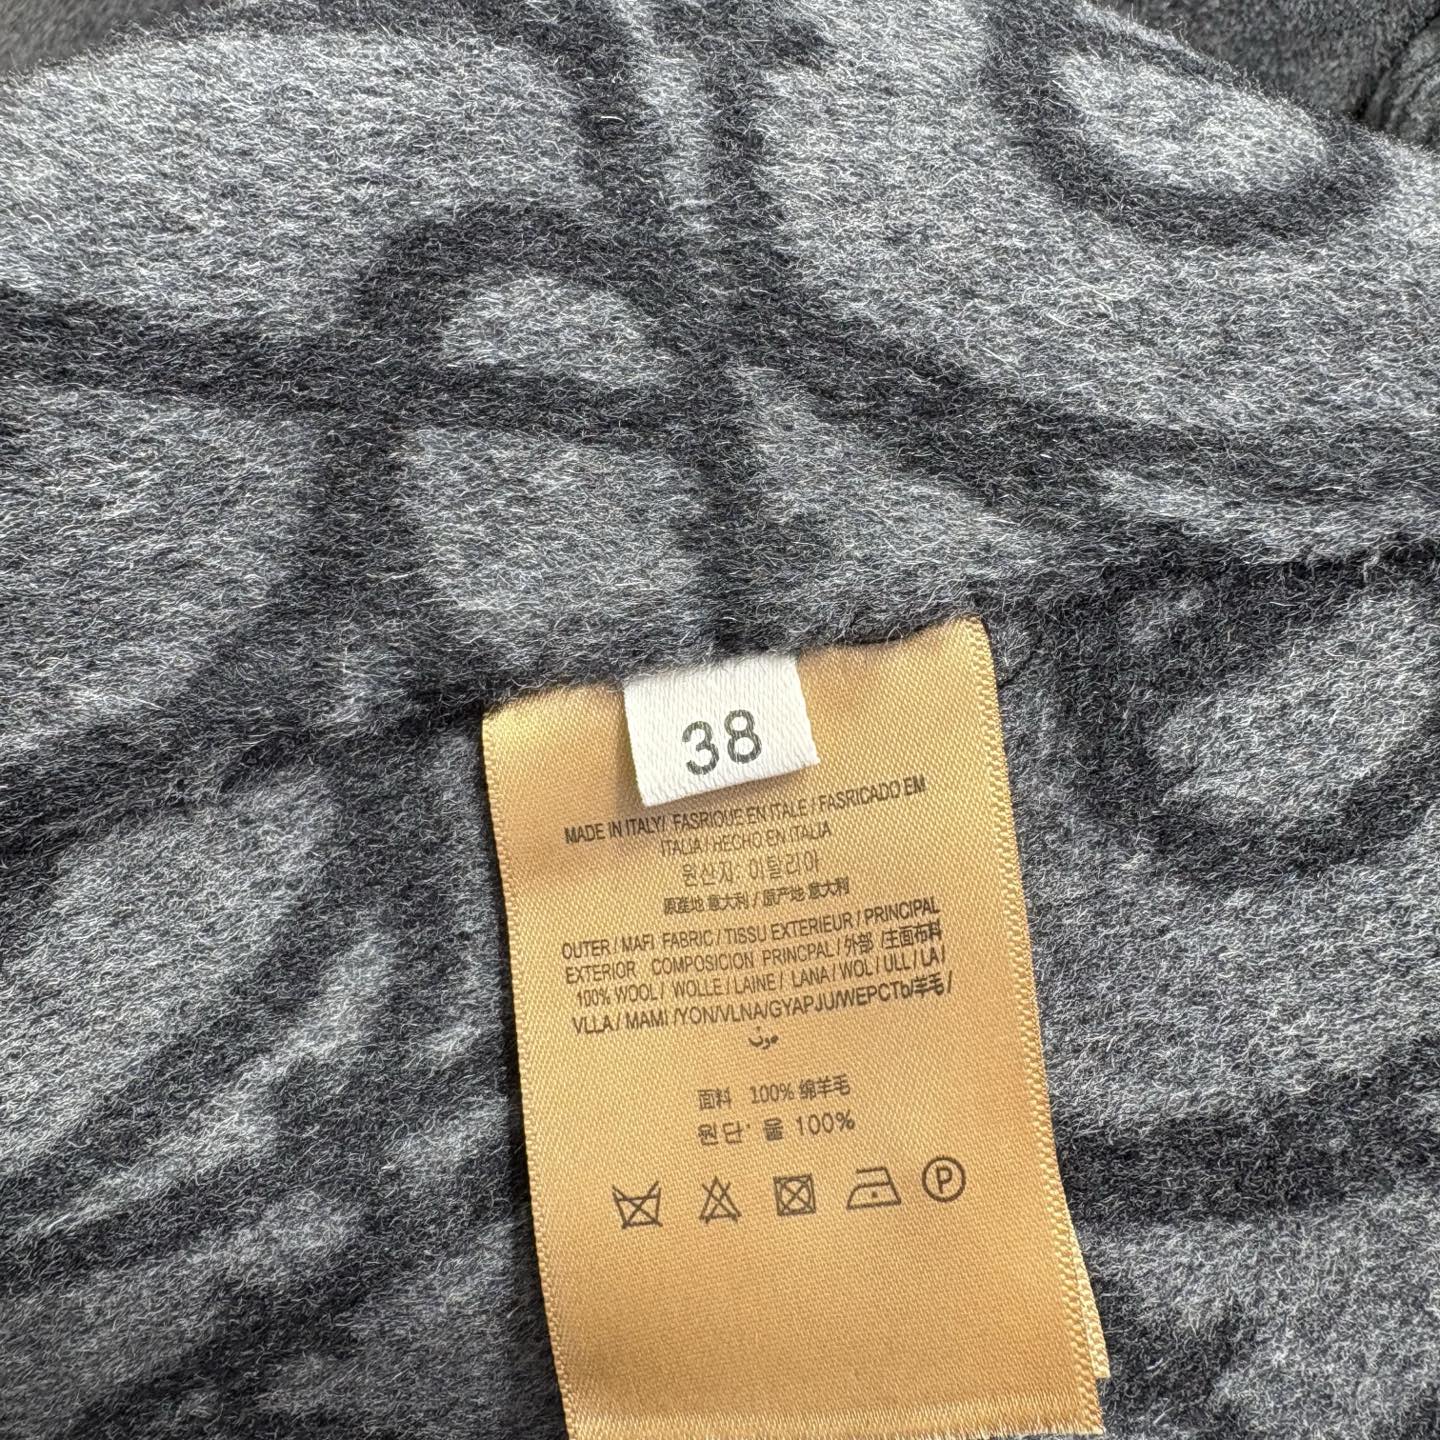 38
MADE IN ITALY/ FASRIQUE EN ITALE / FASRICADO EM
ITALIA / HECHO EN ITALIA
원산지: 이탈리아
原産地 意大利 / 原产地 意大利
OUTER / MAFI FABRIC / TISSU EXTERIEUR / PRINCIPAL
EXTERIOR COMPOSICION PRINCPAL / 外部 /主面布料
100% WOOL / WOLLE / LAINE / LANA / WOL / ULL / LA /
VLLA / MAMI /YON/VLNA/GYAPJU/WEPCTb/羊毛 /
面料 100% 绵羊毛
원단· 울 100%
P